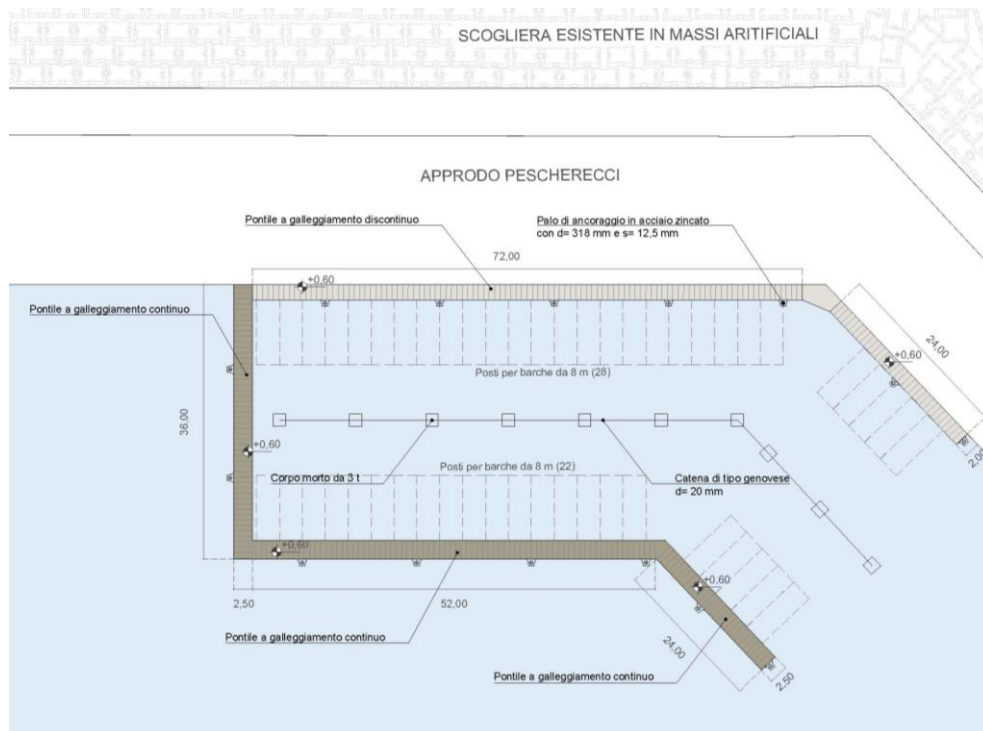 SCOGLIERA ESISTENTE IN MASSI ARITIFICIALI
APPRODO PESCHERECCI
Pontile a galleggiamento discontinuo
Palo di ancoraggio in acciaio zincato
con d= 318 mm e s= 12,5 mm
72,00
+0,60
Pontile a galleggiamento continuo
24,00
+0,60
Posti per barche da 8 m (28)
36,00
2,00
+0,60
Posti per barche da 8 m (22)
Corpo morto da 3 t
Catena di tipo genovese
d= 20 mm
+0,60
+0,60
2,50
52,00
24,00
Pontile a galleggiamento continuo
Pontile a galleggiamento continuo
2,50